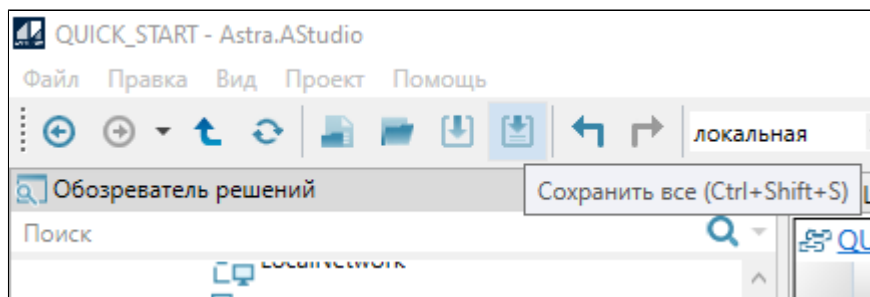 QUICK_START - Astra.AStudio
Файл Правка Вид Проект Помощь
локальная
Обозреватель решений
Сохранить все (Ctrl+Shift+S)
Поиск
QU
LocalNetwork